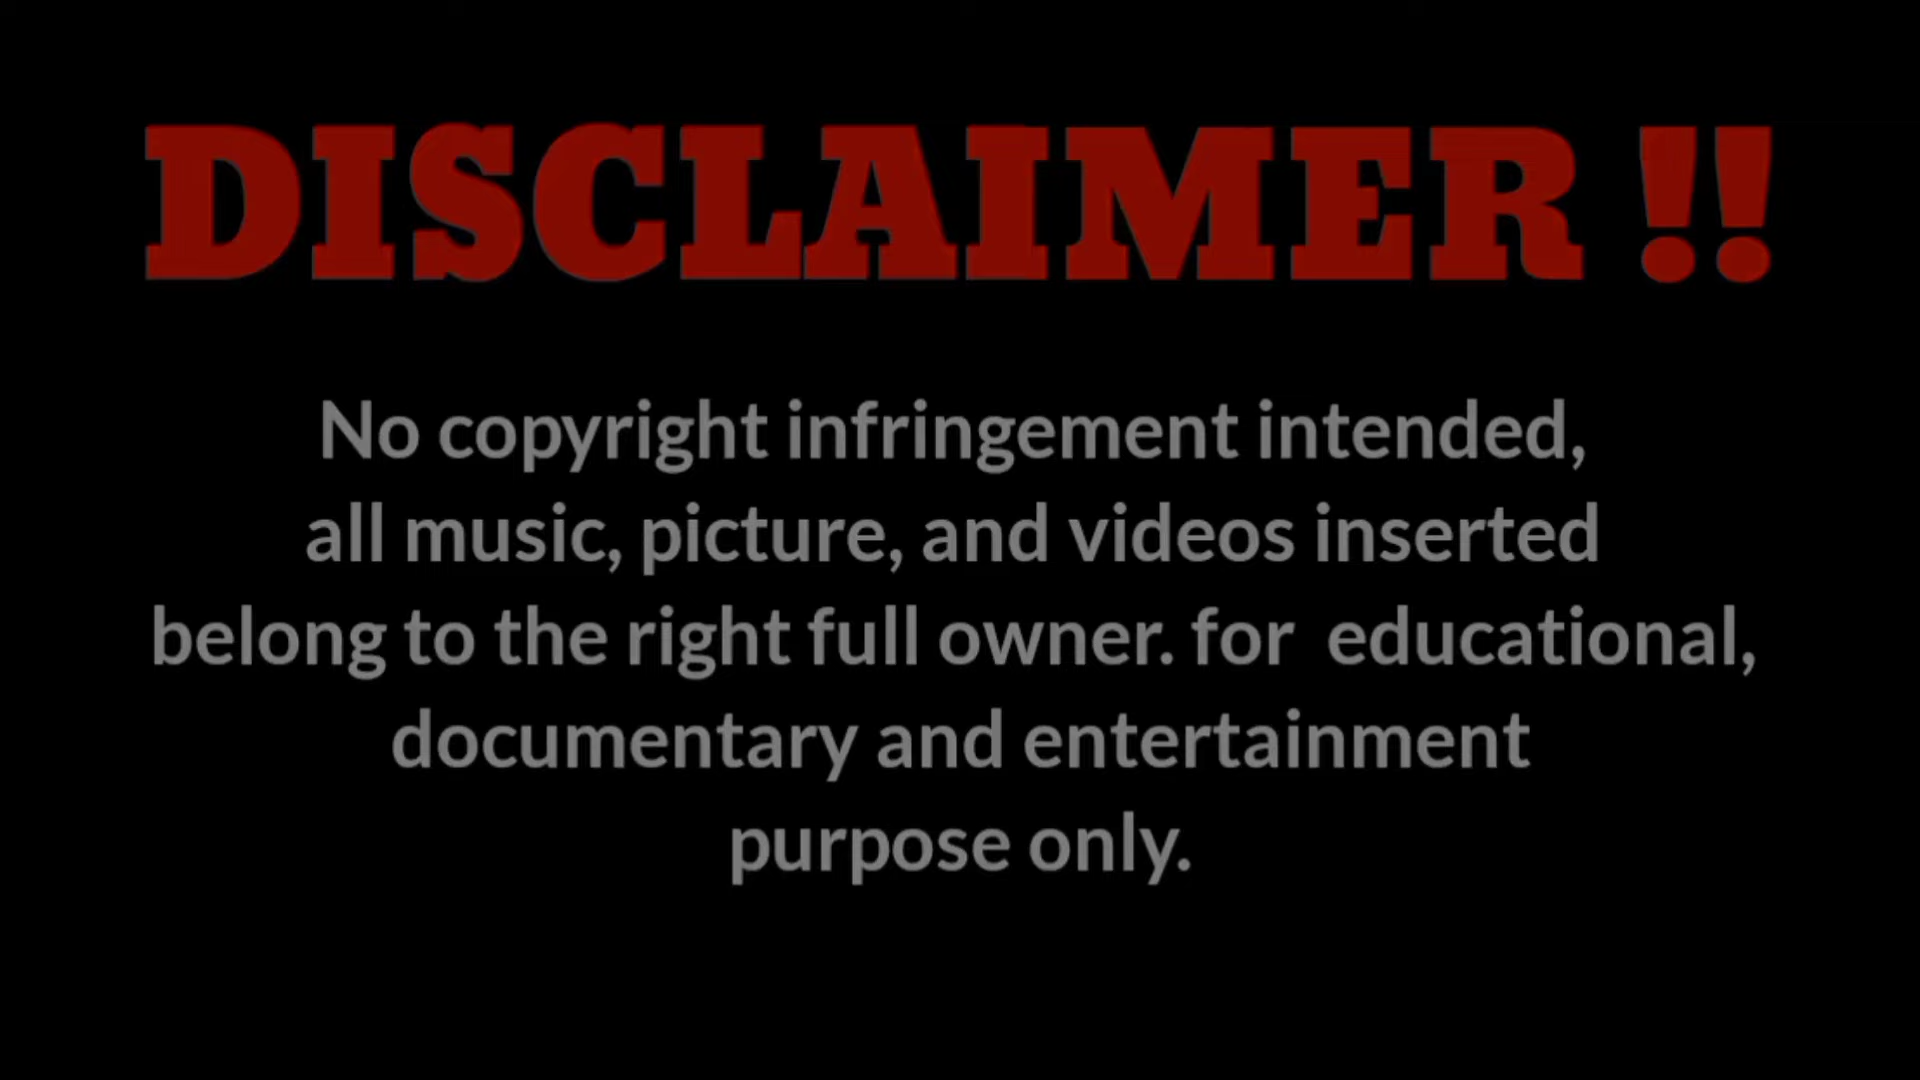 DISCLAIMER !!
No copyright infringement intended,
all music, picture, and videos inserted
belong to the right full owner. for  educational,
documentary and entertainment
purpose only.